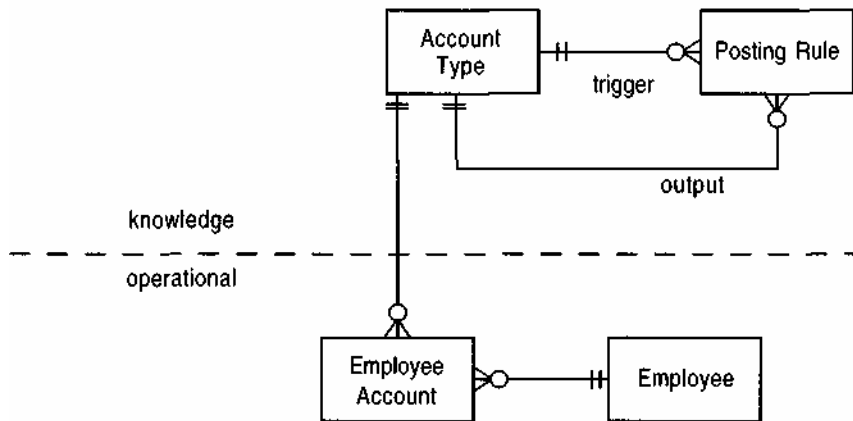 Account
Type
Posting Rule
trigger
output
knowledge
operational
Employee
Account
Employee